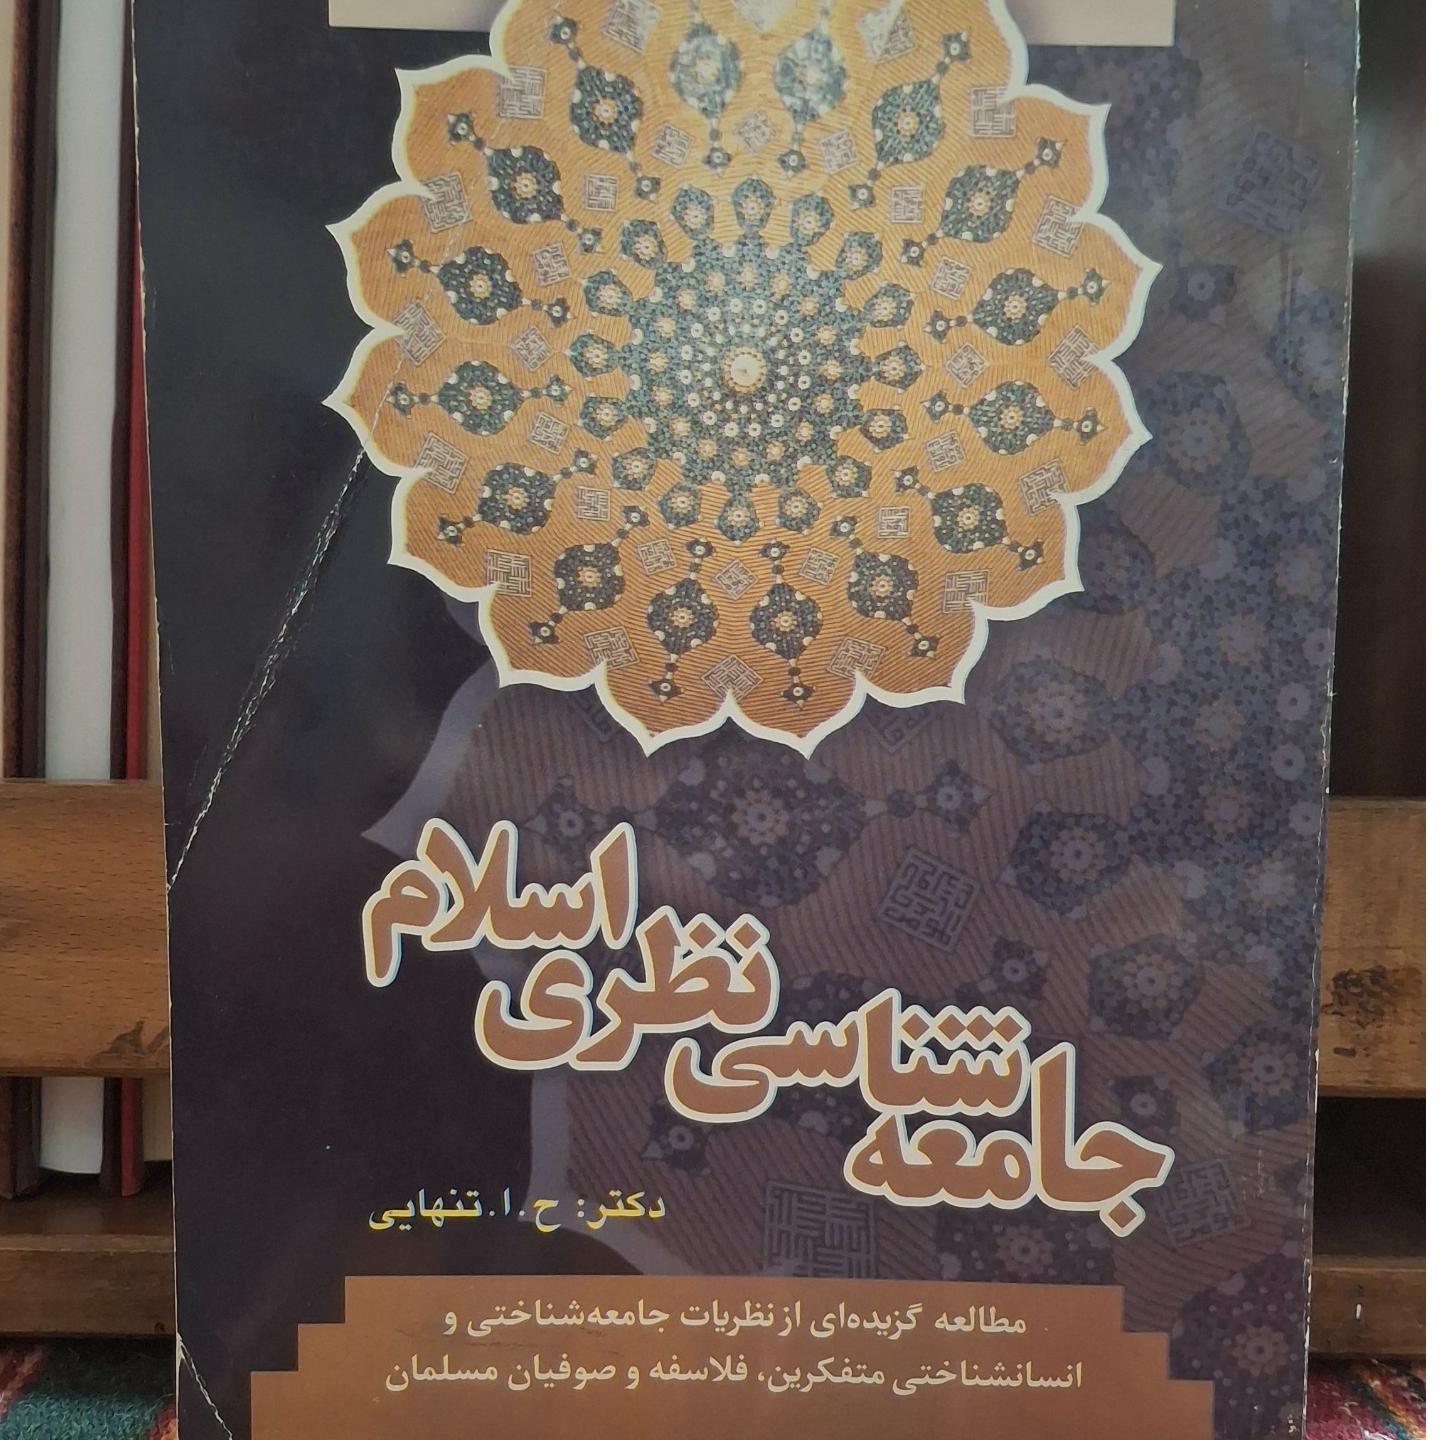 جامعه شناسی نظری اسلام
دکتر: ح.ا.تنهایی
مطالعه گزیده‌ای از نظریات جامعه‌شناختی و
انسانشناختی متفکرین، فلاسفه و صوفیان مسلمان